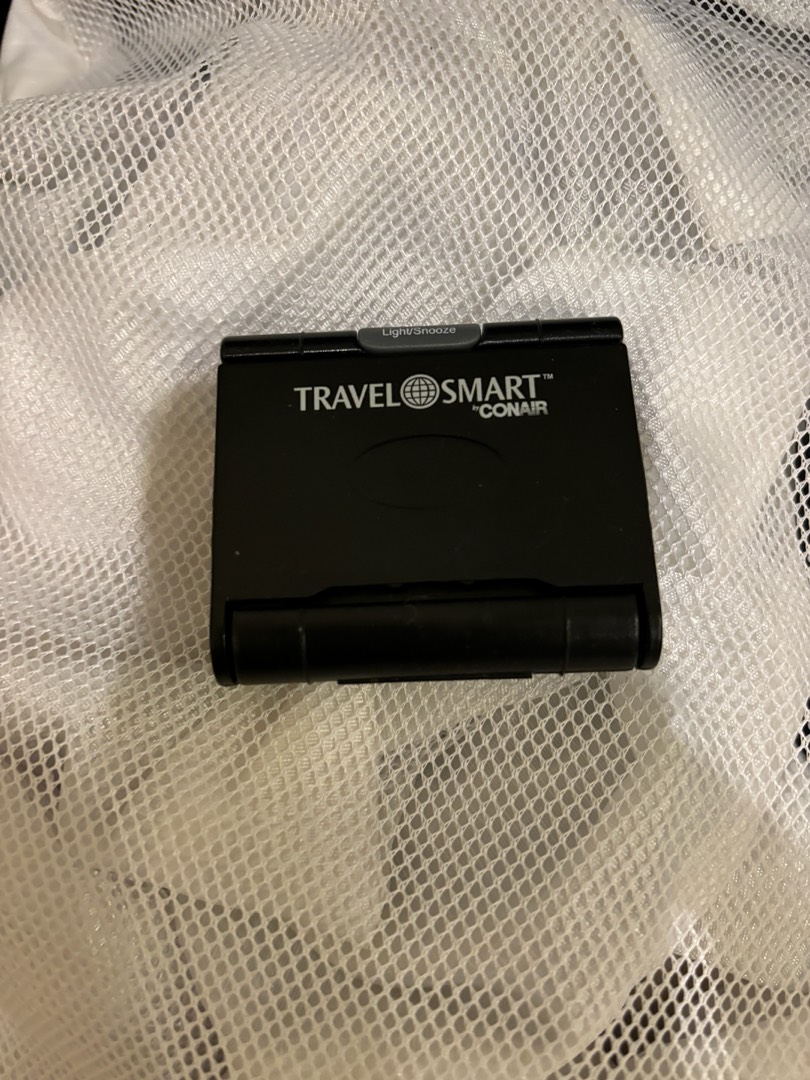 Light/Snooze
TRAVEL SMART™
by CONAIR